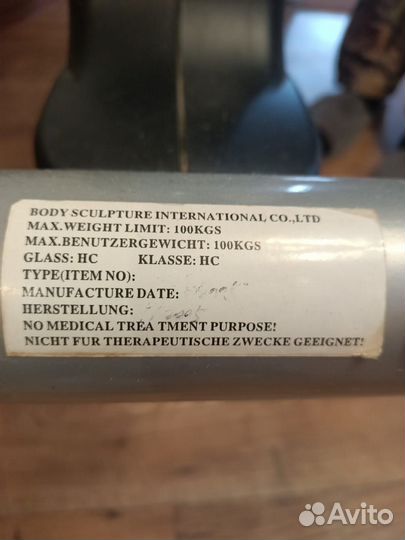 BODY SCULPTURE INTERNATIONAL CO.,LTD
MAX.WEIGHT LIMIT: 100KGS
MAX.BENUTZERGEWICHT: 100KGS
GLASS: HC KLASSE: HC
TYPE(ITEM NO):
MANUFACTURE DATE:
HERSTELLUNG:
NO MEDICAL TREA TMENT PURPOSE!
NICHT FUR THERAPEUTISCHE ZWECKE GEEIGNET!
Avito